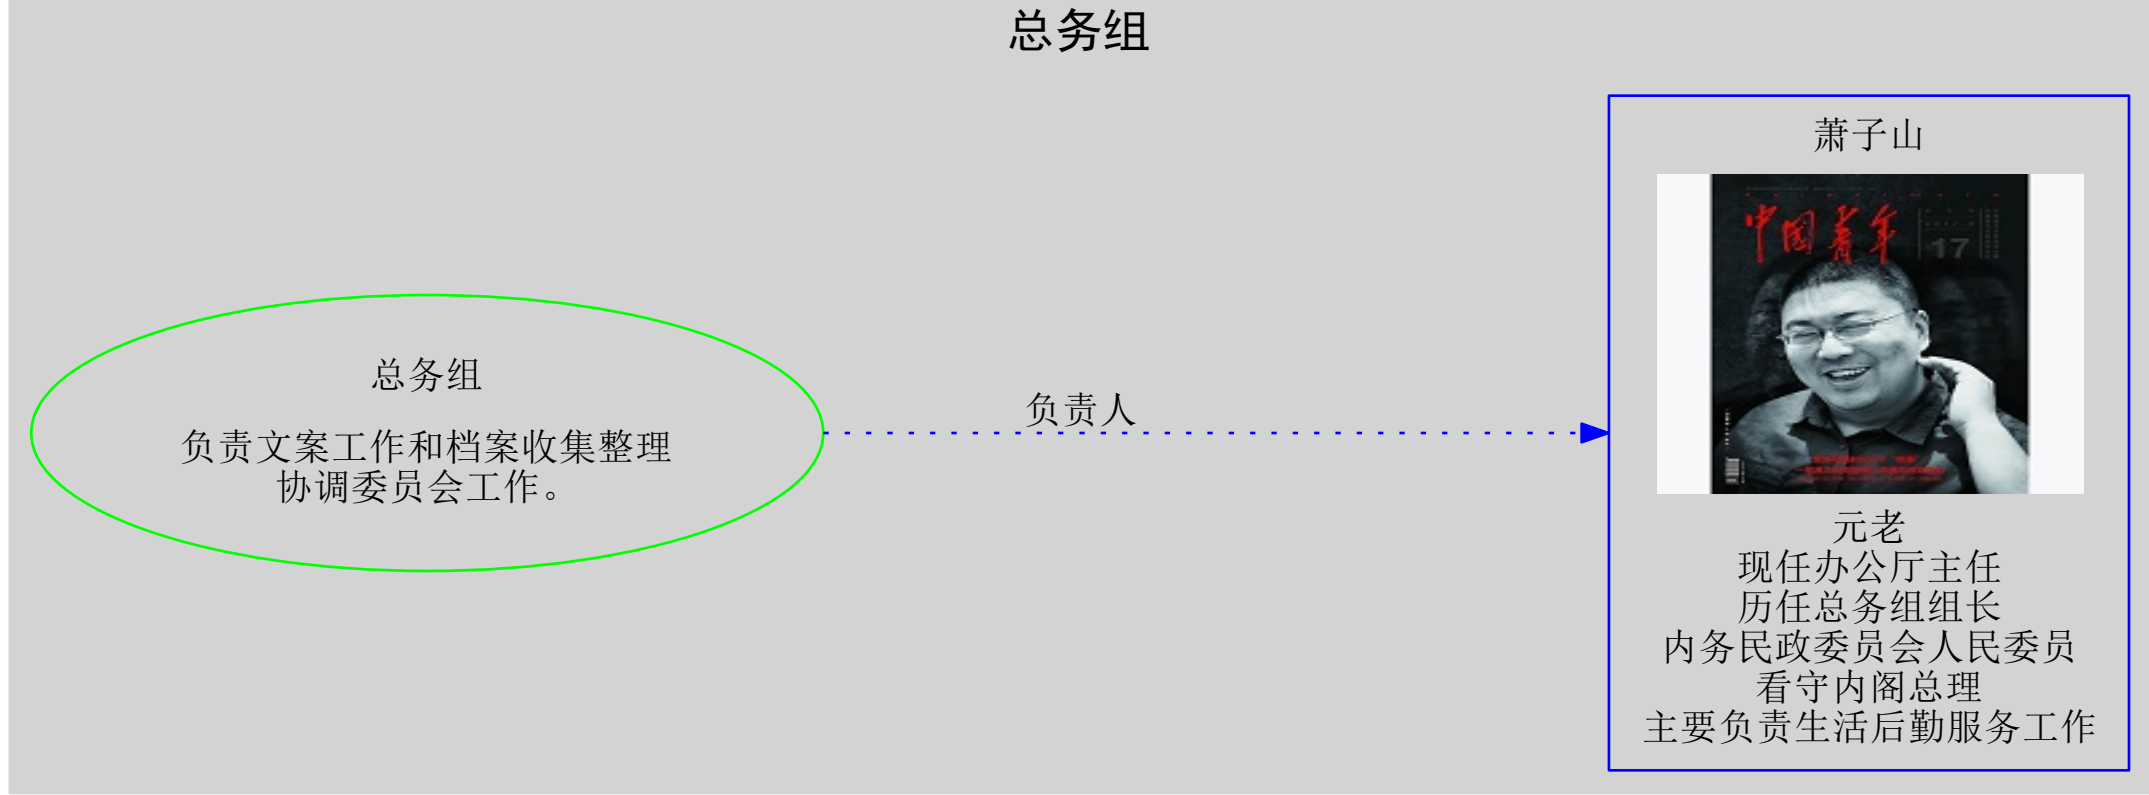 总务组
萧子山
中国青年
17
总务组
负责文案工作和档案收集整理
协调委员会工作。
负责人
元老
现任办公厅主任
历任总务组组长
内务民政委员会人民委员
看守内阁总理
主要负责生活后勤服务工作